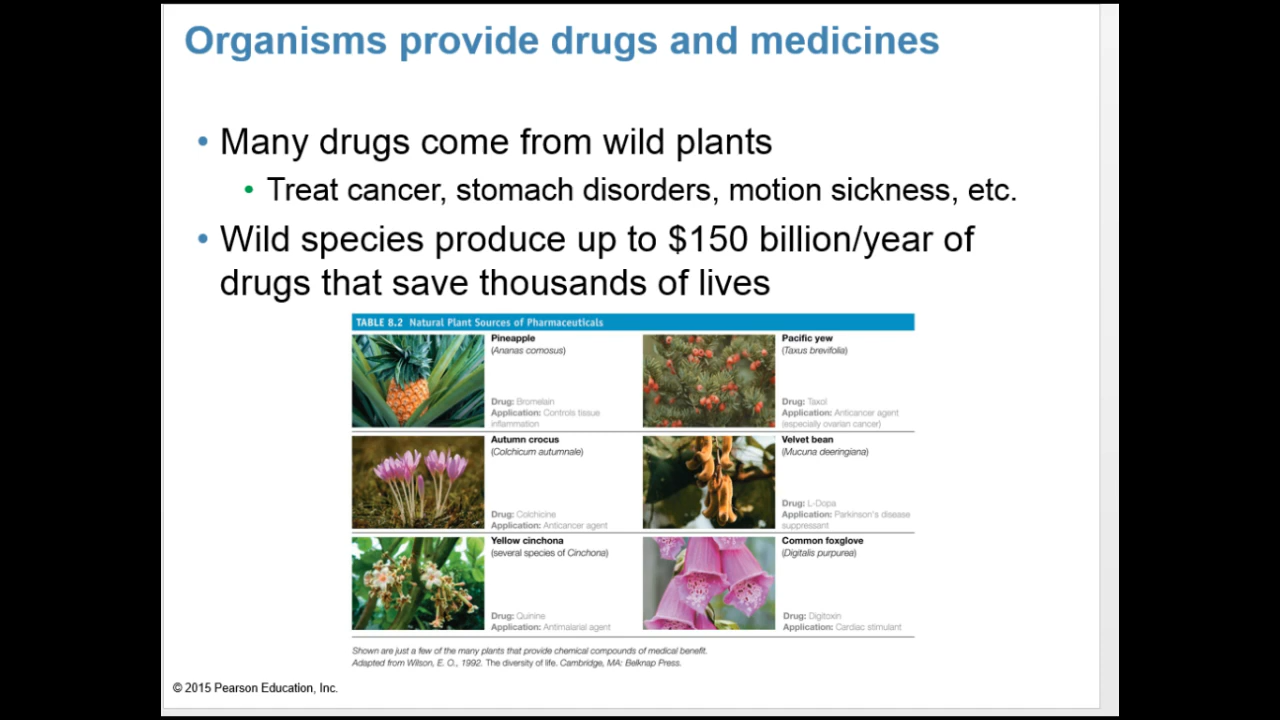 Organisms provide drugs and medicines
• Many drugs come from wild plants
• Treat cancer, stomach disorders, motion sickness, etc.
• Wild species produce up to $150 billion/year of
drugs that save thousands of lives
TABLE 8.2 Natural Plant Sources of Pharmaceuticals
Pineapple
(Ananas comosus)
Drug: Bromelain
Application: Controls tissue
inflammation
Pacific yew
(Taxus brevifolia)
Drug: Taxol
Application: Anticancer agent
(especially ovarian cancer)
Autumn crocus
(Colchicum autumnale)
Drug: Colchicine
Application: Anticancer agent
Velvet bean
(Mucuna deeringiana)
Drug: L-Dopa
Application: Parkinson's disease
suppressant
Yellow cinchona
(several species of Cinchona)
Drug: Quinine
Application: Antimalarial agent
Common foxglove
(Digitalis purpurea)
Drug: Digitoxin
Application: Cardiac stimulant
Shown are just a few of the many plants that provide chemical compounds of medical benefit.
Adapted from Wilson, E. O., 1992. The diversity of life. Cambridge, MA: Belknap Press.
© 2015 Pearson Education, Inc.